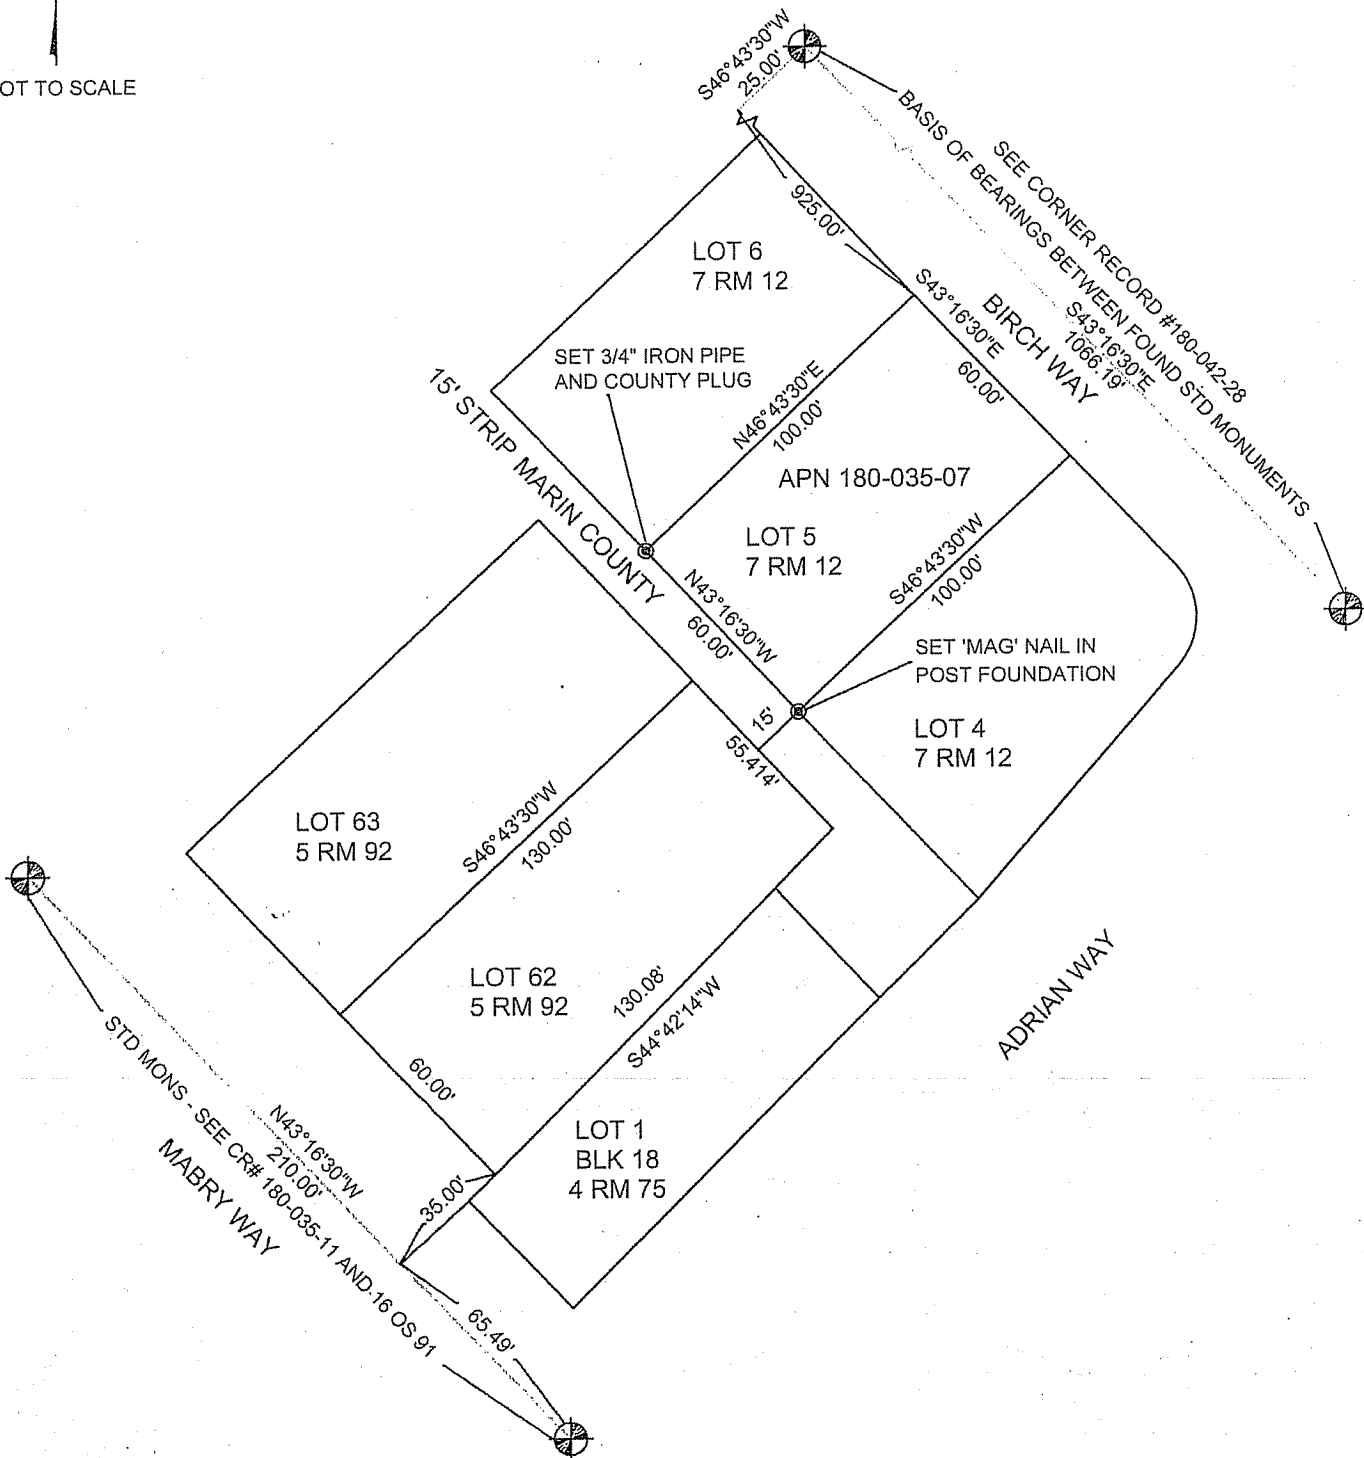 OT TO SCALE
S46°43'30"W
25.00'
BASIS OF BEARINGS BETWEEN FOUND STD MONUMENTS
SEE CORNER RECORD #180-042-28
S43°16'30"E
1066.19'
925.00'
LOT 6
7 RM 12
S43°16'30"E
60.00'
BIRCH WAY
SET 3/4" IRON PIPE
AND COUNTY PLUG
N46°43'30"E
100.00'
15' STRIP MARIN COUNTY
APN 180-035-07
LOT 5
7 RM 12
S46°43'30"W
100.00'
N43°16'30"W
60.00'
SET 'MAG' NAIL IN
POST FOUNDATION
15'
55.414'
LOT 4
7 RM 12
LOT 63
5 RM 92
S46°43'30"W
130.00'
LOT 62
5 RM 92
130.08'
S44°42'14"W
ADRIAN WAY
60.00'
LOT 1
BLK 18
4 RM 75
35.00'
N43°16'30"W
210.00'
STD MONS - SEE CR# 180-035-11 AND 16 OS 91
MABRY WAY
65.49'